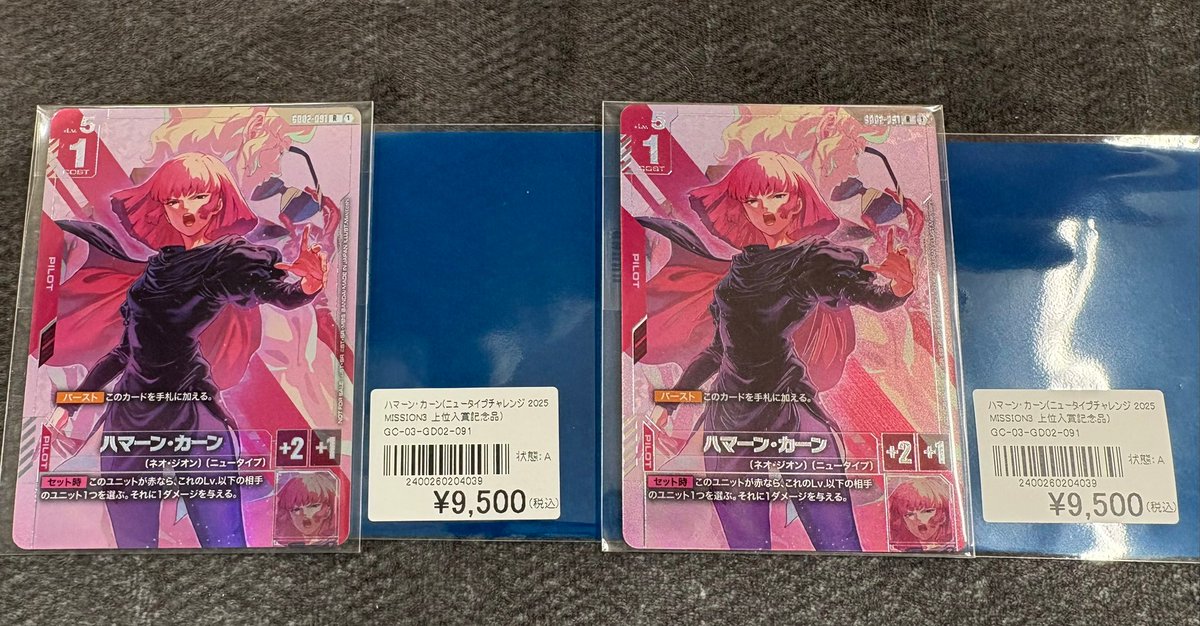 GD02-091 R
Lv. 5
1
COST
PILOT
バースト このカードを手札に加える。
PILOT
ハマーン・カーン
+2 +1
〔ネオ・ジオン〕〔ニュータイプ〕
セット時 このユニットが赤なら、これのLv.以下の相手
のユニット1つを選ぶ。それに1ダメージを与える。
ハマーン・カーン(ニュータイプチャレンジ 2025
MISSION3 上位入賞記念品)
GC-03-GD02-091
状態:A
2400260204039
¥9,500(税込)
GD02-091 R
Lv. 5
1
COST
PILOT
バースト このカードを手札に加える。
PILOT
ハマーン・カーン
+2 +1
〔ネオ・ジオン〕〔ニュータイプ〕
セット時 このユニットが赤なら、これのLv.以下の相手
のユニット1つを選ぶ。それに1ダメージを与える。
ハマーン・カーン(ニュータイプチャレンジ 2025
MISSION3 上位入賞記念品)
GC-03-GD02-091
状態:A
2400260204039
¥9,500(税込)